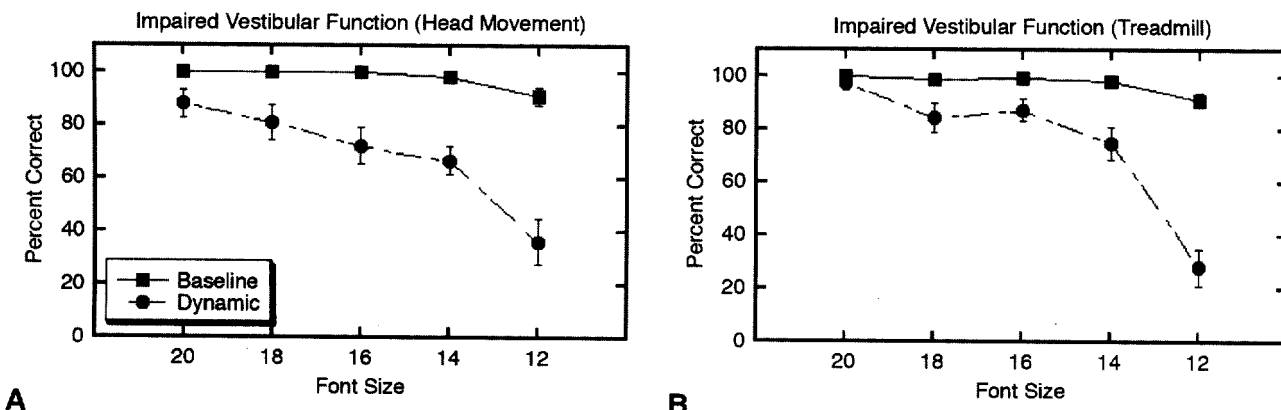 Impaired Vestibular Function (Head Movement)
100
80
60
40
20
0
Percent Correct
Baseline
Dynamic
20 18 16 14 12
Font Size
A
Impaired Vestibular Function (Treadmill)
100
80
60
40
20
0
Percent Correct
20 18 16 14 12
Font Size
B